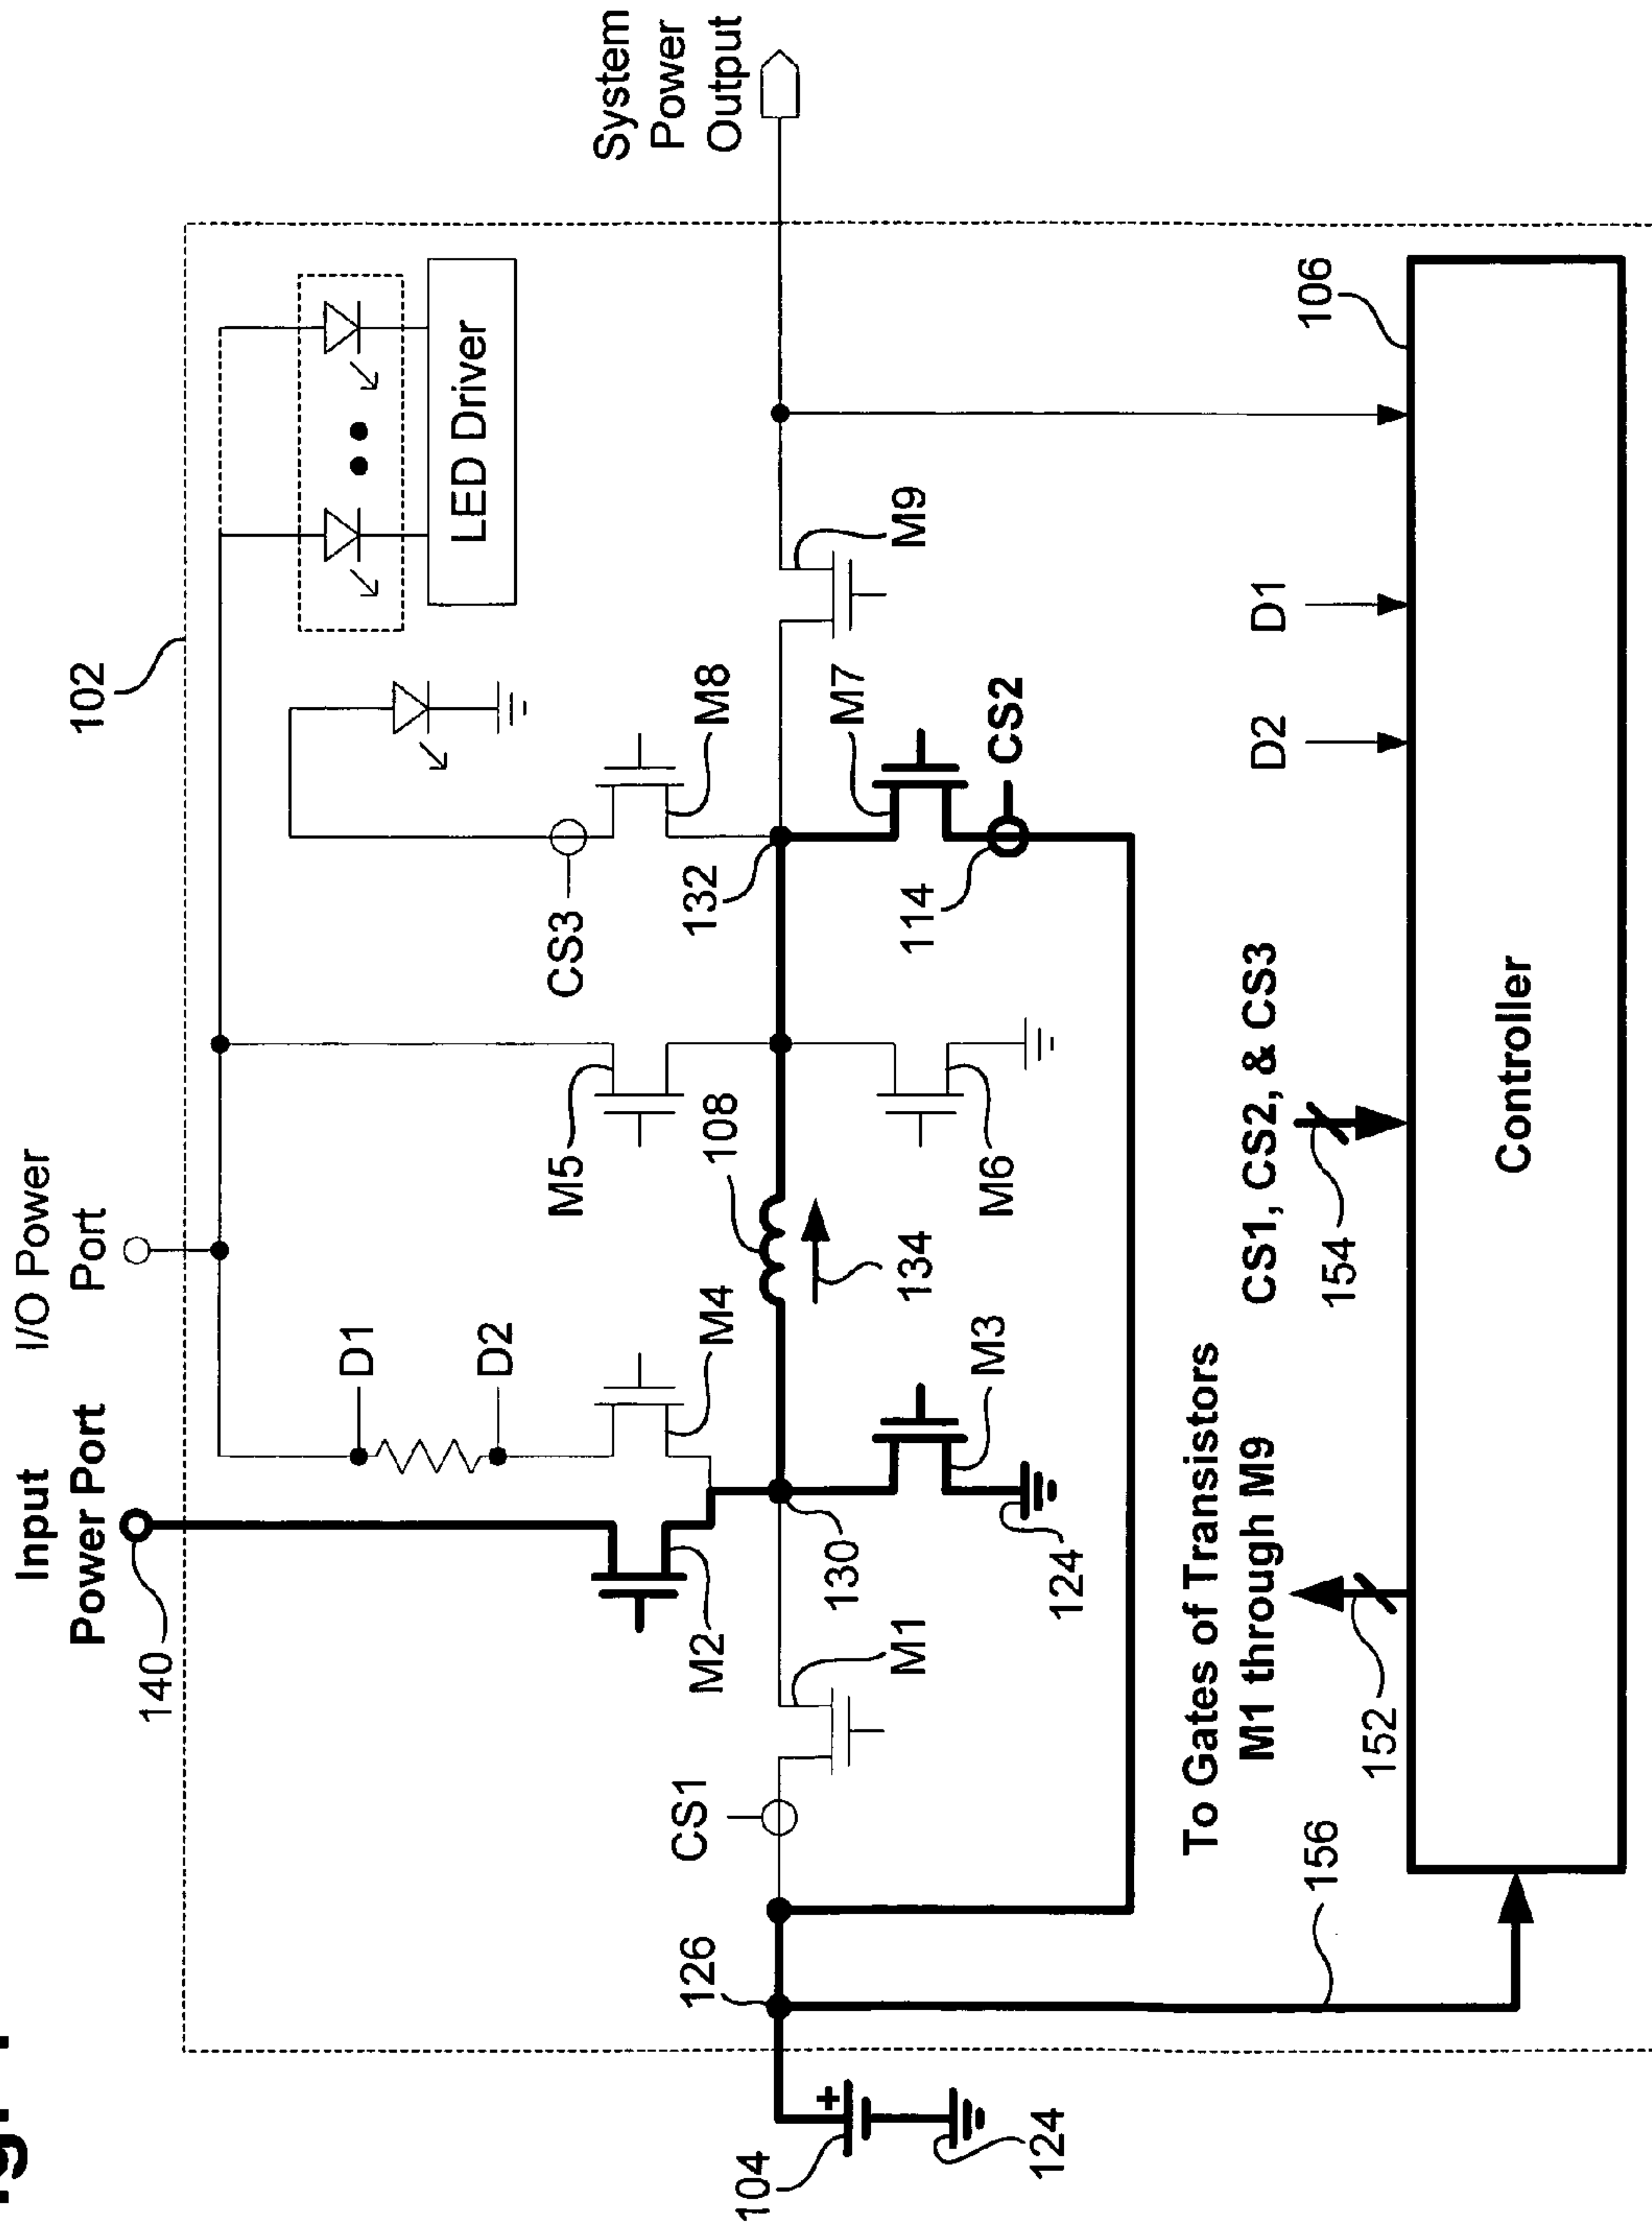 102
I/O Power
Port
Input
Power Port
140
D1
D2
M4
M2
M5
108
CS3
M8
LED Driver
System
Power
Output
132
M9
M7
CS2
114
M6
134
M3
130
124
M1
CS1
126
104
124
156
To Gates of Transistors
M1 through M9
152
CS1, CS2, & CS3
154
D2
D1
106
Controller